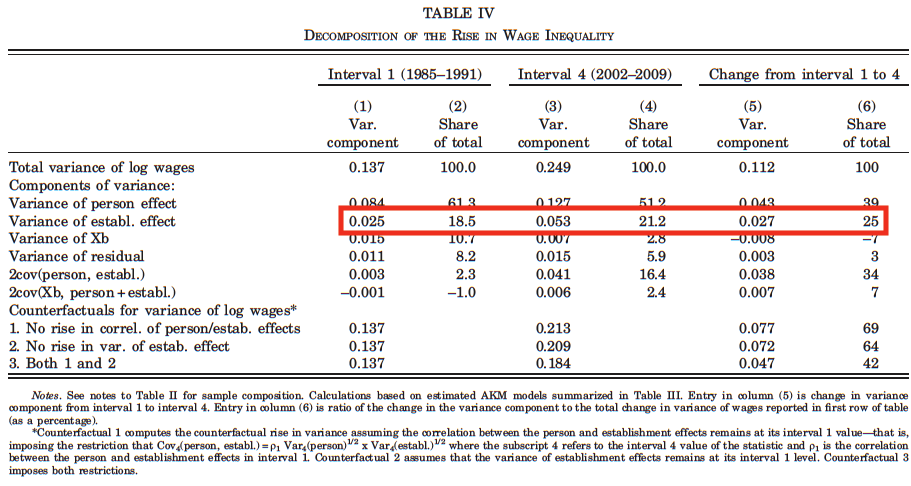 TABLE IV
DECOMPOSITION OF THE RISE IN WAGE INEQUALITY
Interval 1 (1985–1991) Interval 4 (2002–2009) Change from interval 1 to 4
(1) (2) (3) (4) (5) (6)
Var. Share Var. Share Var. Share
component of total component of total component of total
Total variance of log wages 0.137 100.0 0.249 100.0 0.112 100
Components of variance:
Variance of person effect 0.084 61.3 0.127 51.2 0.043 39
Variance of establ. effect 0.025 18.5 0.053 21.2 0.027 25
Variance of Xb 0.015 10.7 0.007 2.8 –0.008 –7
Variance of residual 0.011 8.2 0.015 5.9 0.003 3
2cov(person, establ.) 0.003 2.3 0.041 16.4 0.038 34
2cov(Xb, person + establ.) –0.001 –1.0 0.006 2.4 0.007 7
Counterfactuals for variance of log wages*
1. No rise in correl. of person/estab. effects 0.137 0.213 0.077 69
2. No rise in var. of estab. effect 0.137 0.209 0.072 64
3. Both 1 and 2 0.137 0.184 0.047 42
Notes. See notes to Table II for sample composition. Calculations based on estimated AKM models summarized in Table III. Entry in column (5) is change in variance
component from interval 1 to interval 4. Entry in column (6) is ratio of the change in the variance component to the total change in variance of wages reported in first row of table
(as a percentage).
*Counterfactual 1 computes the counterfactual rise in variance assuming the correlation between the person and establishment effects remains at its interval 1 value—that is,
imposing the restriction that Cov₄(person, establ.) = ρ₁ Var₄(person)^1/2 x Var₄(establ.)^1/2 where the subscript 4 refers to the interval 4 value of the statistic and ρ₁ is the correlation
between the person and establishment effects in interval 1. Counterfactual 2 assumes that the variance of establishment effects remains at its interval 1 level. Counterfactual 3
imposes both restrictions.